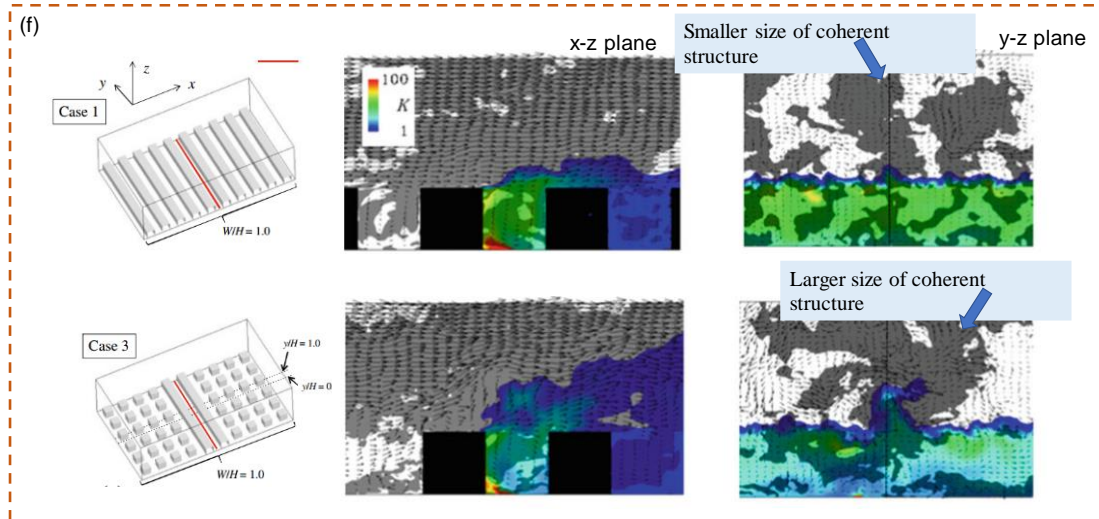 (f)
x-z plane
Smaller size of coherent
structure
y-z plane
z
y
x
Case 1
W/H = 1.0
100
K
1
Larger size of coherent
structure
Case 3
y/H = 1.0
y/H = 0
W/H = 1.0